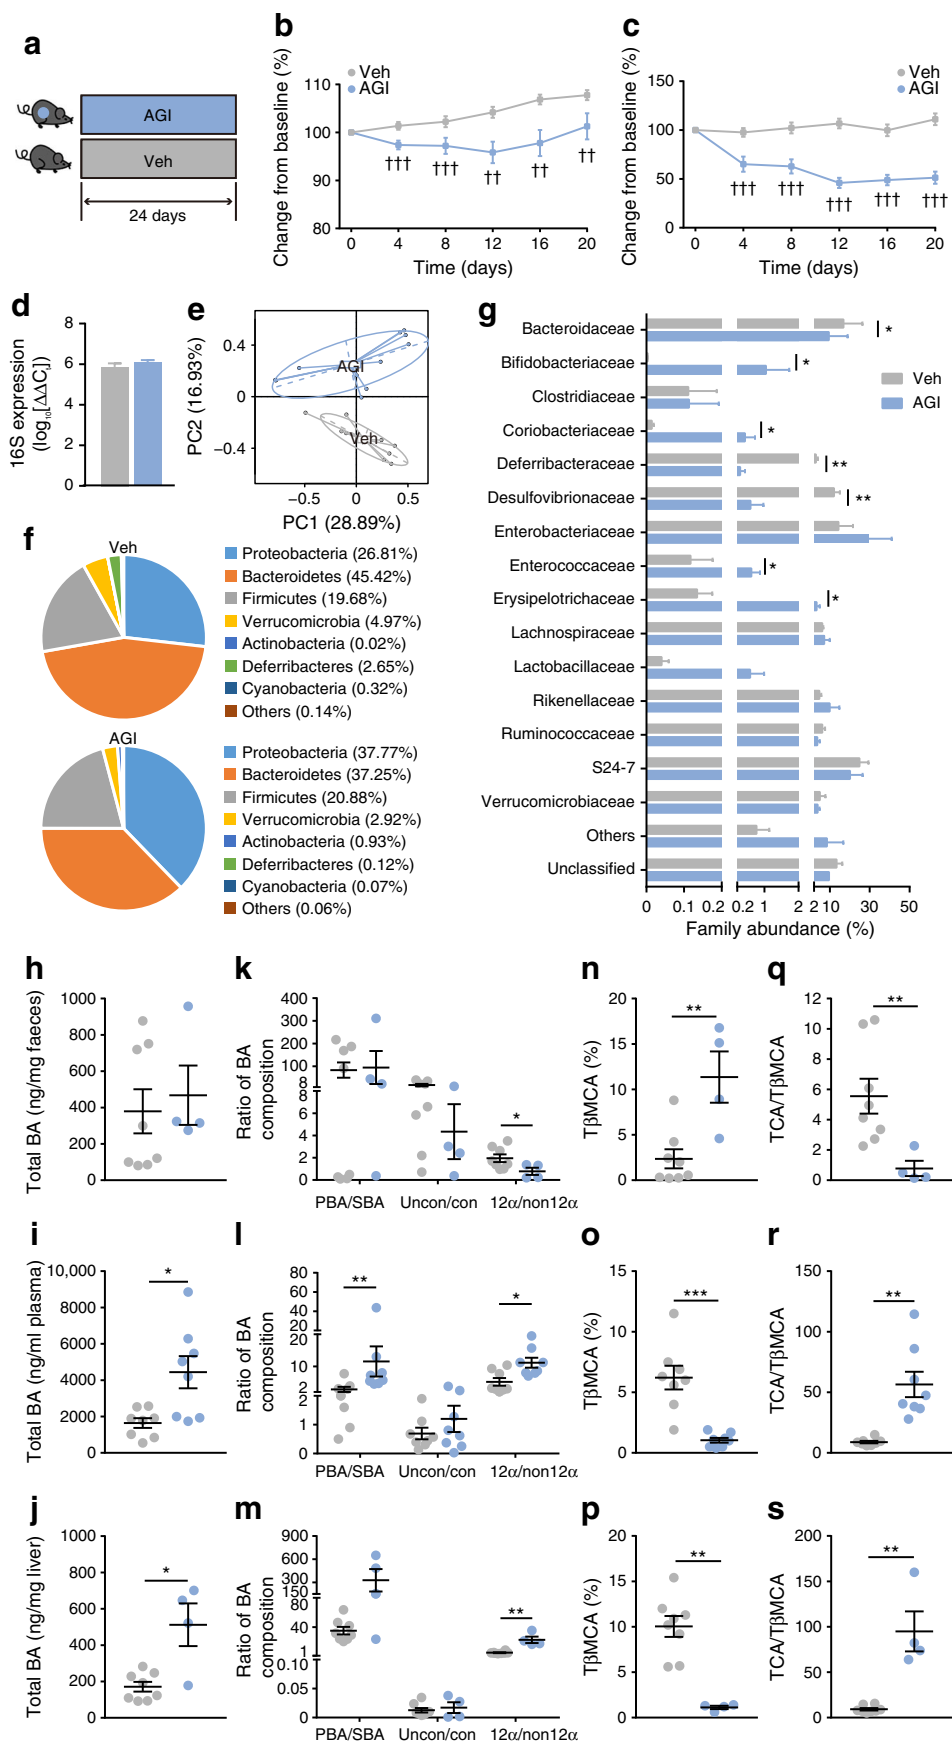 a
AGI
Veh
24 days
b
Change from baseline (%)
Veh
AGI
110
100
90
80
††† ††† †† †† ††
0 4 8 12 16 20
Time (days)
c
Change from baseline (%)
Veh
AGI
150
100
50
0
††† ††† ††† ††† †††
0 4 8 12 16 20
Time (days)
d
16S expression
(log10[ΔΔCt])
8
6
4
2
0
e
PC2 (16.93%)
0.4
0
−0.4
AGI
Veh
−0.5 0 0.5
PC1 (28.89%)
f
Veh
Proteobacteria (26.81%)
Bacteroidetes (45.42%)
Firmicutes (19.68%)
Verrucomicrobia (4.97%)
Actinobacteria (0.02%)
Deferribacteres (2.65%)
Cyanobacteria (0.32%)
Others (0.14%)
AGI
Proteobacteria (37.77%)
Bacteroidetes (37.25%)
Firmicutes (20.88%)
Verrucomicrobia (2.92%)
Actinobacteria (0.93%)
Deferribacteres (0.12%)
Cyanobacteria (0.07%)
Others (0.06%)
g
Bacteroidaceae *
Bifidobacteriaceae *
Clostridiaceae
Coriobacteriaceae *
Deferribacteraceae **
Desulfovibrionaceae **
Enterobacteriaceae
Enterococcaceae *
Erysipelotrichaceae *
Lachnospiraceae
Lactobacillaceae
Rikenellaceae
Ruminococcaceae
S24-7
Verrucomicrobiaceae
Others
Unclassified
Veh
AGI
0 0.1 0.2 0.2 1 2 2 10 30 50
Family abundance (%)
h
Total BA (ng/mg faeces)
1000
800
600
400
200
0
k
Ratio of BA
composition
400
300
200
100
8
6
4
2
0
*
PBA/SBA Uncon/con 12α/non12α
n
TβMCA (%)
20
15
10
5
0
**
q
TCA/TβMCA
12
10
8
6
4
2
0
**
i
Total BA (ng/ml plasma)
10,000
8000
6000
4000
2000
0
*
l
Ratio of BA
composition
80
60
40
20
20
10
2
2
1
0
**
*
PBA/SBA Uncon/con 12α/non12α
o
TβMCA (%)
15
10
5
0
***
r
TCA/TβMCA
150
100
50
0
**
j
Total BA (ng/mg liver)
1000
800
600
400
200
0
*
m
Ratio of BA
composition
900
600
300
150
80
40
1
0.10
0.05
0
**
PBA/SBA Uncon/con 12α/non12α
p
TβMCA (%)
20
15
10
5
0
**
s
TCA/TβMCA
200
150
100
50
0
**